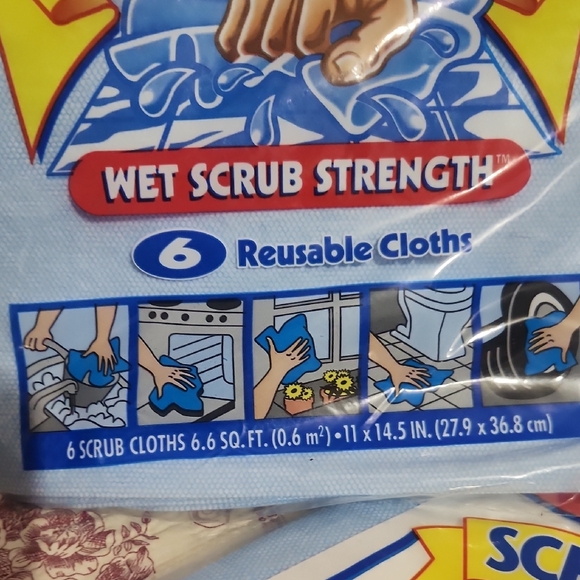 WET SCRUB STRENGTH™
6 Reusable Cloths
6 SCRUB CLOTHS 6.6 SQ. FT. (0.6 m²) • 11 x 14.5 IN. (27.9 x 36.8 cm)